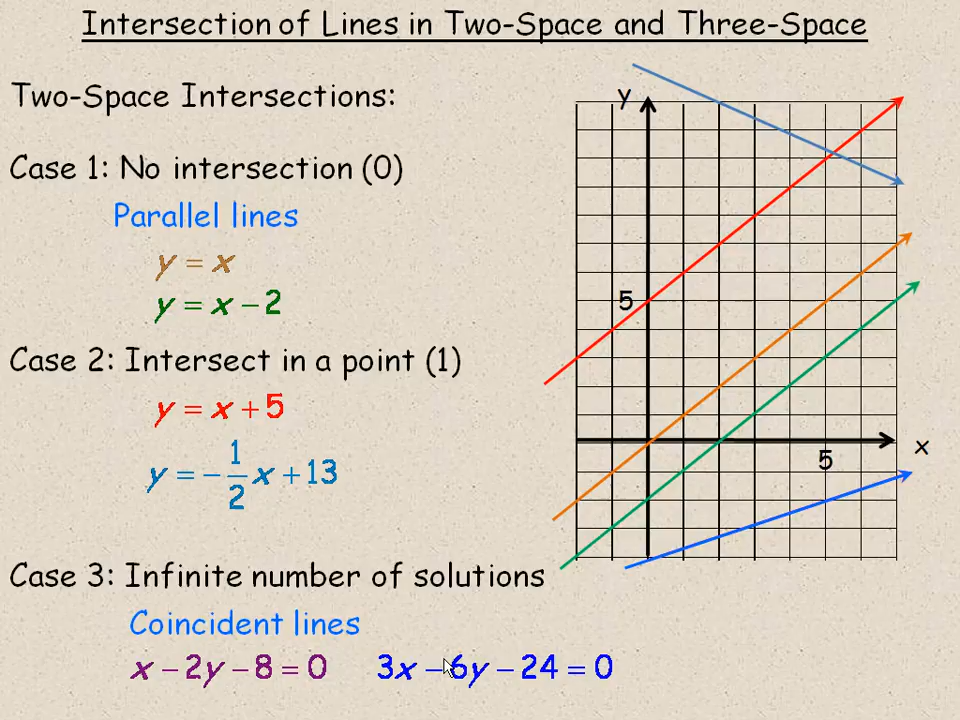 Intersection of Lines in Two-Space and Three-Space
Two-Space Intersections:
Case 1: No intersection (0)
Parallel lines
y = x
y = x − 2
Case 2: Intersect in a point (1)
y = x + 5
y = −1/2x + 13
Case 3: Infinite number of solutions
Coincident lines
x − 2y − 8 = 0
3x − 6y − 24 = 0
y
5
x
5